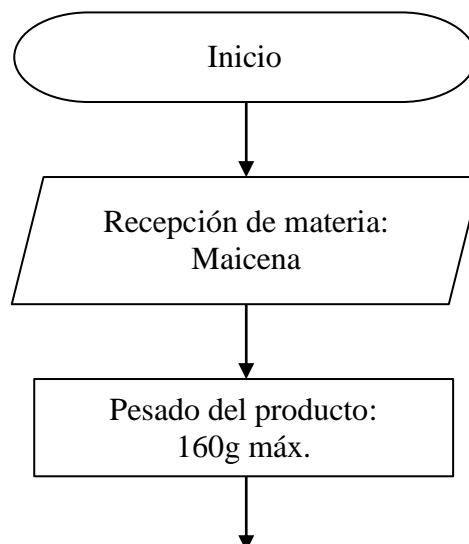 Inicio
Recepción de materia:
Maicena
Pesado del producto:
160g máx.